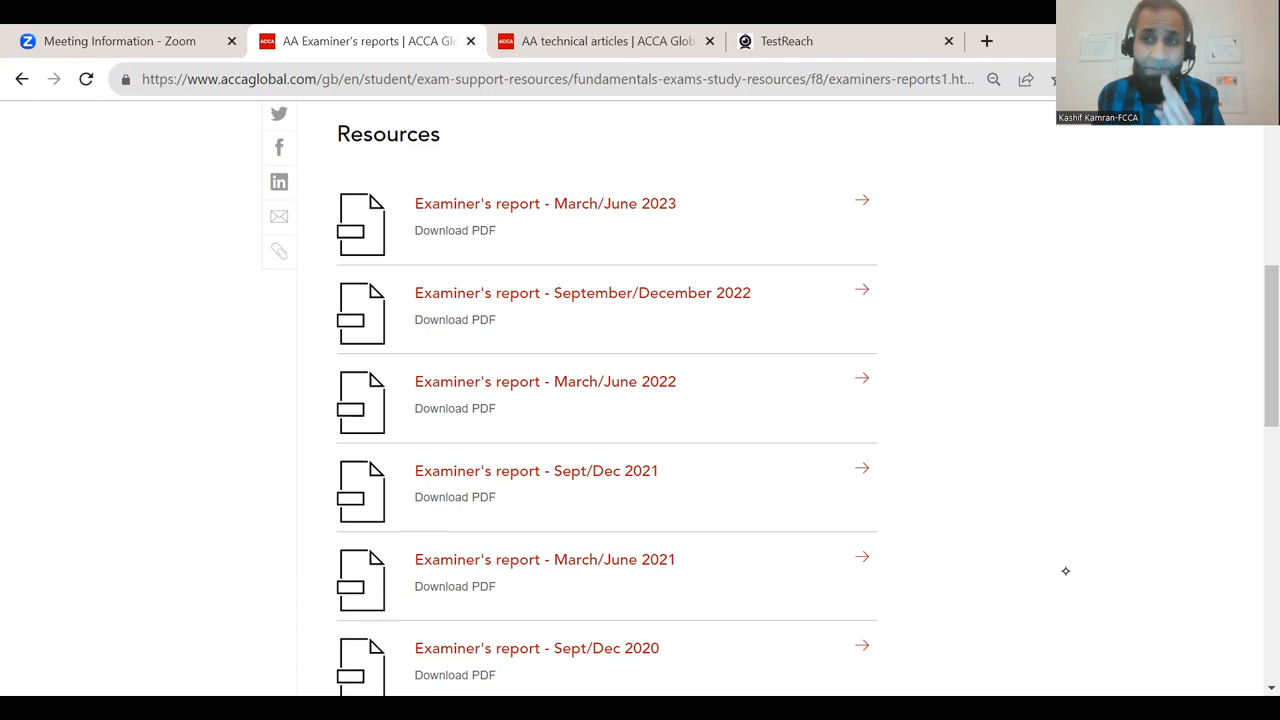 Meeting Information - Zoom
AA Examiner's reports | ACCA Glo
AA technical articles | ACCA Glob
TestReach
https://www.accaglobal.com/gb/en/student/exam-support-resources/fundamentals-exams-study-resources/f8/examiners-reports1.ht...
Kashif Kamran-FCCA
Resources
Examiner's report - March/June 2023
Download PDF
Examiner's report - September/December 2022
Download PDF
Examiner's report - March/June 2022
Download PDF
Examiner's report - Sept/Dec 2021
Download PDF
Examiner's report - March/June 2021
Download PDF
Examiner's report - Sept/Dec 2020
Download PDF